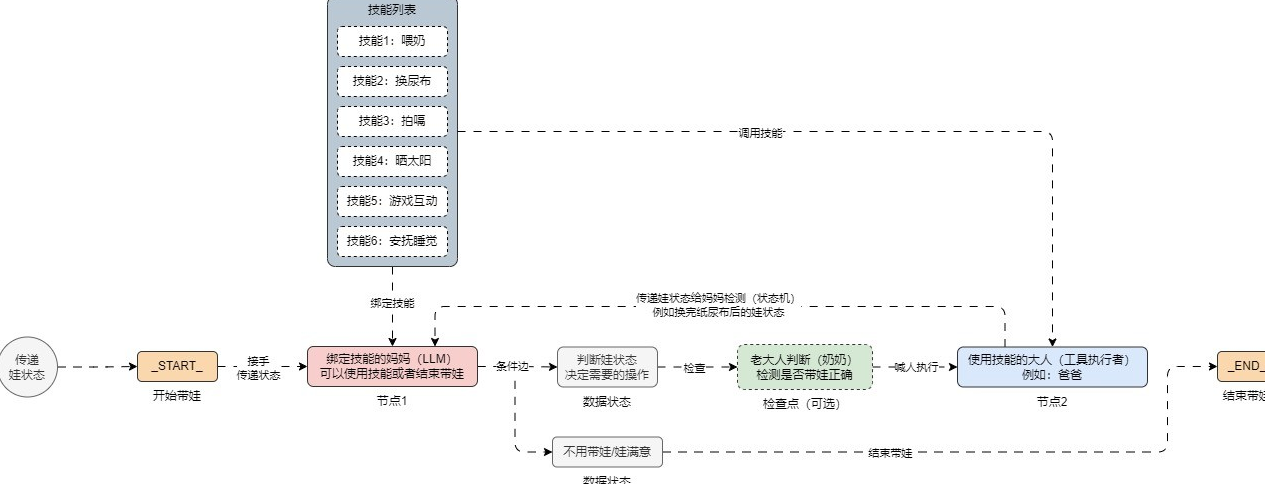 技能列表
技能1：喂奶
技能2：换尿布
技能3：拍嗝
技能4：晒太阳
技能5：游戏互动
技能6：安抚睡觉
调用技能
绑定技能
传递娃状态给妈妈检测（状态机）
例如换完纸尿布后的娃状态
传递
娃状态
_START_
开始带娃
接手
传递状态
绑定技能的妈妈（LLM）
可以使用技能或者结束带娃
节点1
条件边
判断娃状态
决定需要的操作
数据状态
检查
老大人判断（奶奶）
检测是否带娃正确
检查点（可选）
喊人执行
使用技能的大人（工具执行者）
例如：爸爸
节点2
_END_
结束带娃
不用带娃/娃满意
数据状态
结束带娃